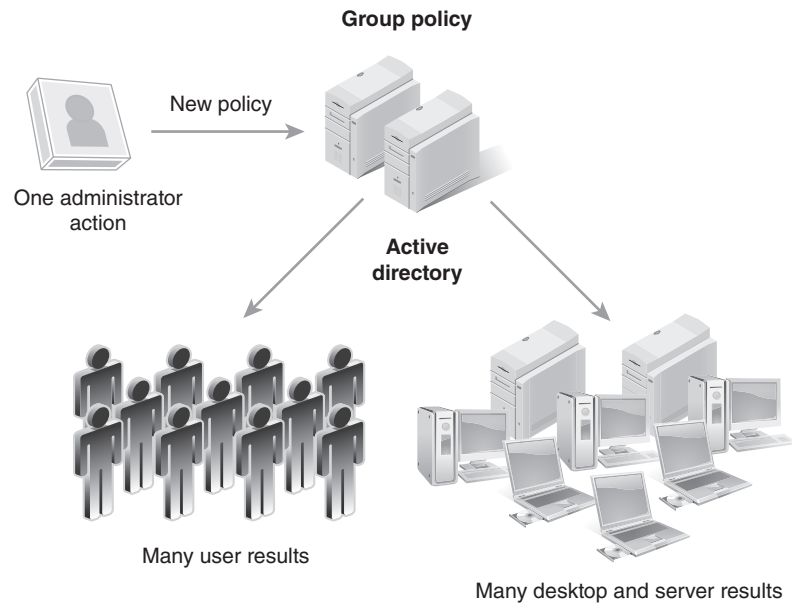 Group policy
New policy
One administrator
action
Active
directory
Many user results
Many desktop and server results